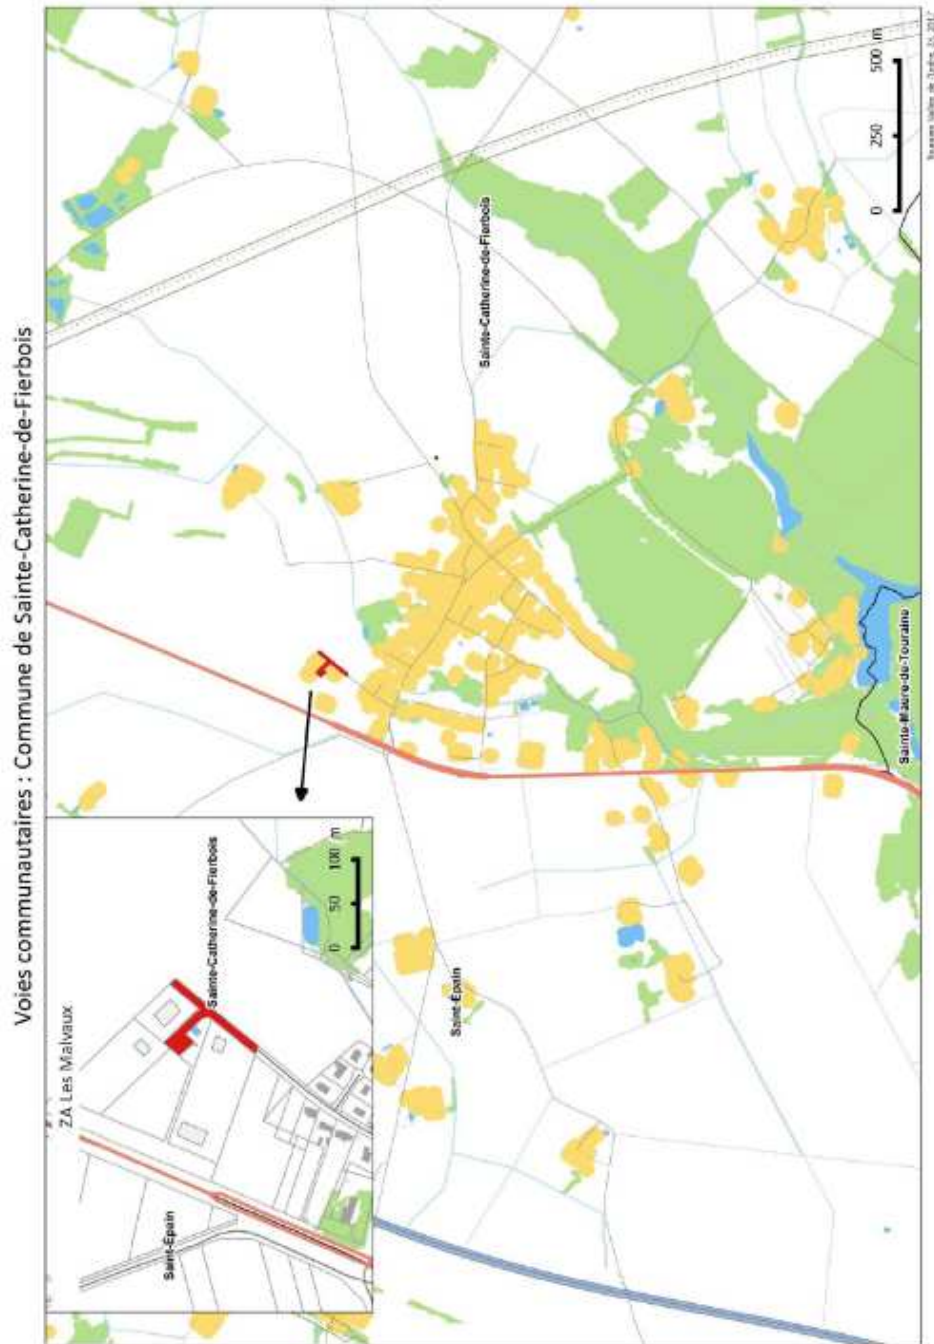 Voies communautaires : Commune de Sainte-Catherine-de-Fierbois
ZA Les Malvaux
Saint-Epain
Sainte-Catherine-de-Fierbois
0 50 100 m
Saint-Epain
Sainte-Catherine-de-Fierbois
Sainte-Maure-de-Touraine
0 250 500 m